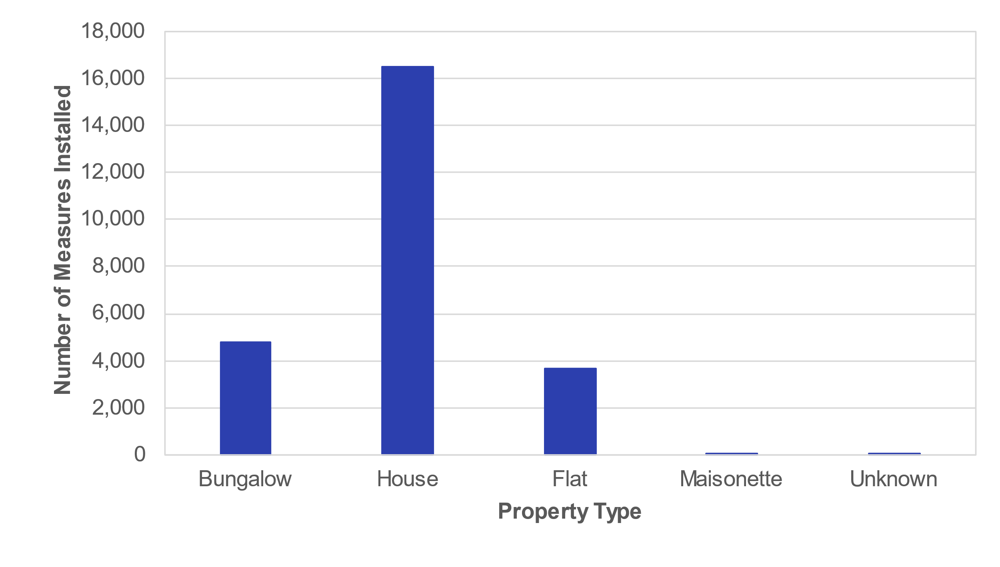 18,000
16,000
14,000
12,000
10,000
8,000
6,000
4,000
2,000
0
Number of Measures Installed
Bungalow
House
Flat
Maisonette
Unknown
Property Type